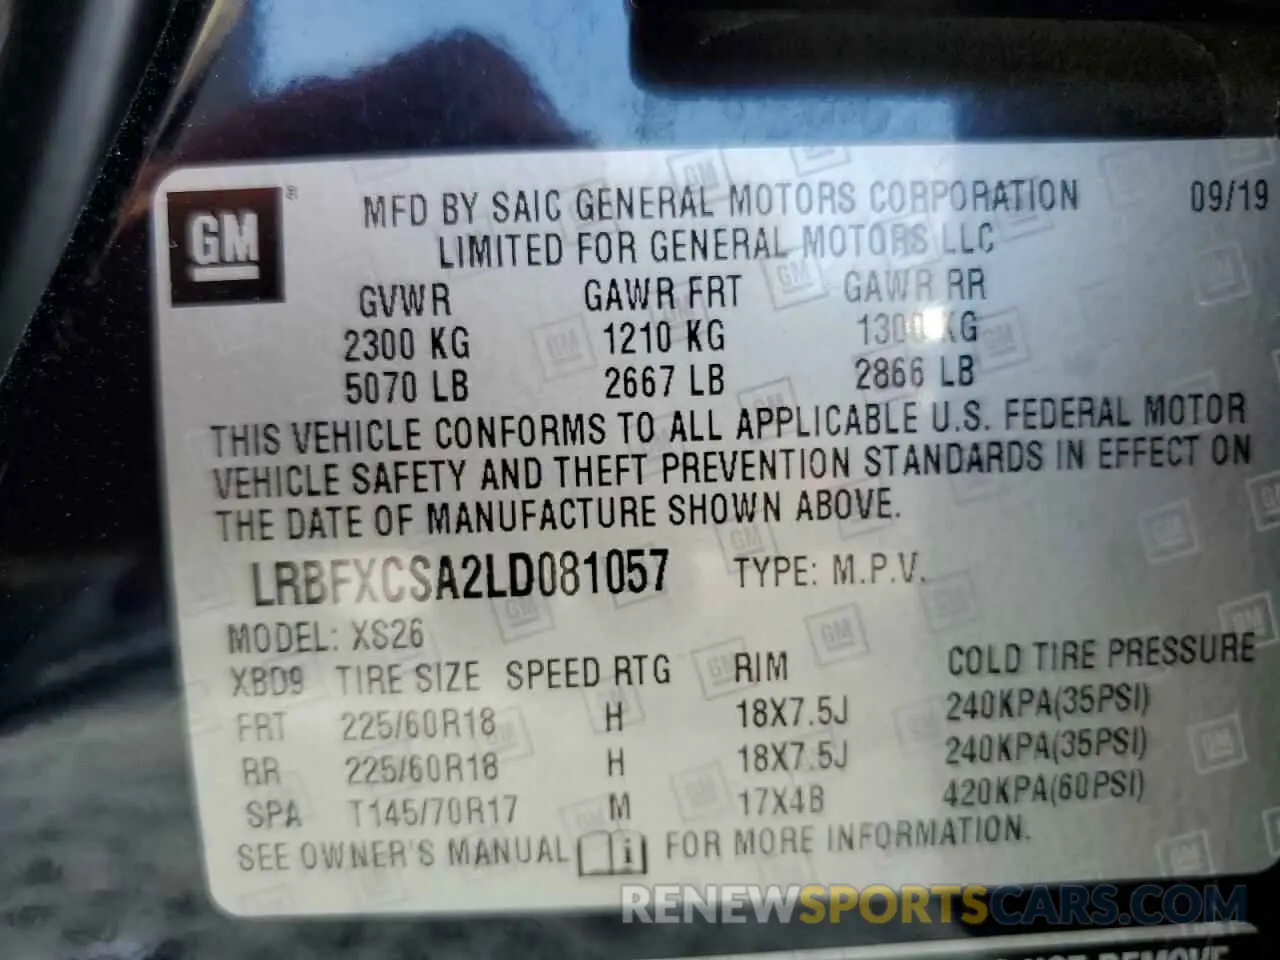 GM ® MFD BY SAIC GENERAL MOTORS CORPORATION 09/19
LIMITED FOR GENERAL MOTORS LLC
GVWR GAWR FRT GAWR RR
2300 KG 1210 KG 1300 KG
5070 LB 2667 LB 2866 LB
THIS VEHICLE CONFORMS TO ALL APPLICABLE U.S. FEDERAL MOTOR
VEHICLE SAFETY AND THEFT PREVENTION STANDARDS IN EFFECT ON
THE DATE OF MANUFACTURE SHOWN ABOVE.
LRBFXCSA2LD081057 TYPE: M.P.V.
MODEL: XS26
XBD9 TIRE SIZE SPEED RTG RIM COLD TIRE PRESSURE
FRT 225/60R18 H 18X7.5J 240KPA(35PSI)
RR 225/60R18 H 18X7.5J 240KPA(35PSI)
SPA T145/70R17 M 17X4B 420KPA(60PSI)
SEE OWNER'S MANUAL i FOR MORE INFORMATION.
RENEWSPORTSCARS.COM
NOT REMOVE